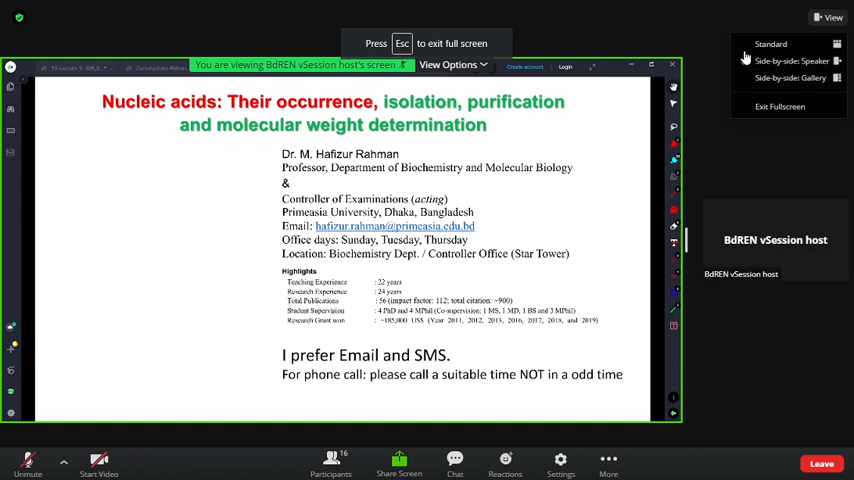 View
Press Esc to exit full screen
Standard
Side-by-side: Speaker
Side-by-side: Gallery
Exit Fullscreen
You are viewing BdREN vSession host's screen
View Options
Create account
Login
Nucleic acids: Their occurrence, isolation, purification
and molecular weight determination
Dr. M. Hafizur Rahman
Professor, Department of Biochemistry and Molecular Biology
&
Controller of Examinations (acting)
Primeasia University, Dhaka, Bangladesh
Email: hafizur.rahman@primeasia.edu.bd
Office days: Sunday, Tuesday, Thursday
Location: Biochemistry Dept. / Controller Office (Star Tower)
Highlights
Teaching Experience : 22 years
Research Experience : 24 years
Total Publications : 56 (impact factor: 112; total citation: ~900)
Student Supervision : 4 PhD and 4 MPhil (Co-supervision: 1 MS, 1 MD, 1 BS and 3 MPhil)
Research Grant won : ~185,000 US$ (Year 2011, 2012, 2013, 2016, 2017, 2018, and 2019)
I prefer Email and SMS.
For phone call: please call a suitable time NOT in a odd time
BdREN vSession host
BdREN vSession host
Unmute
Start Video
16
Participants
Share Screen
Chat
Reactions
Settings
More
Leave